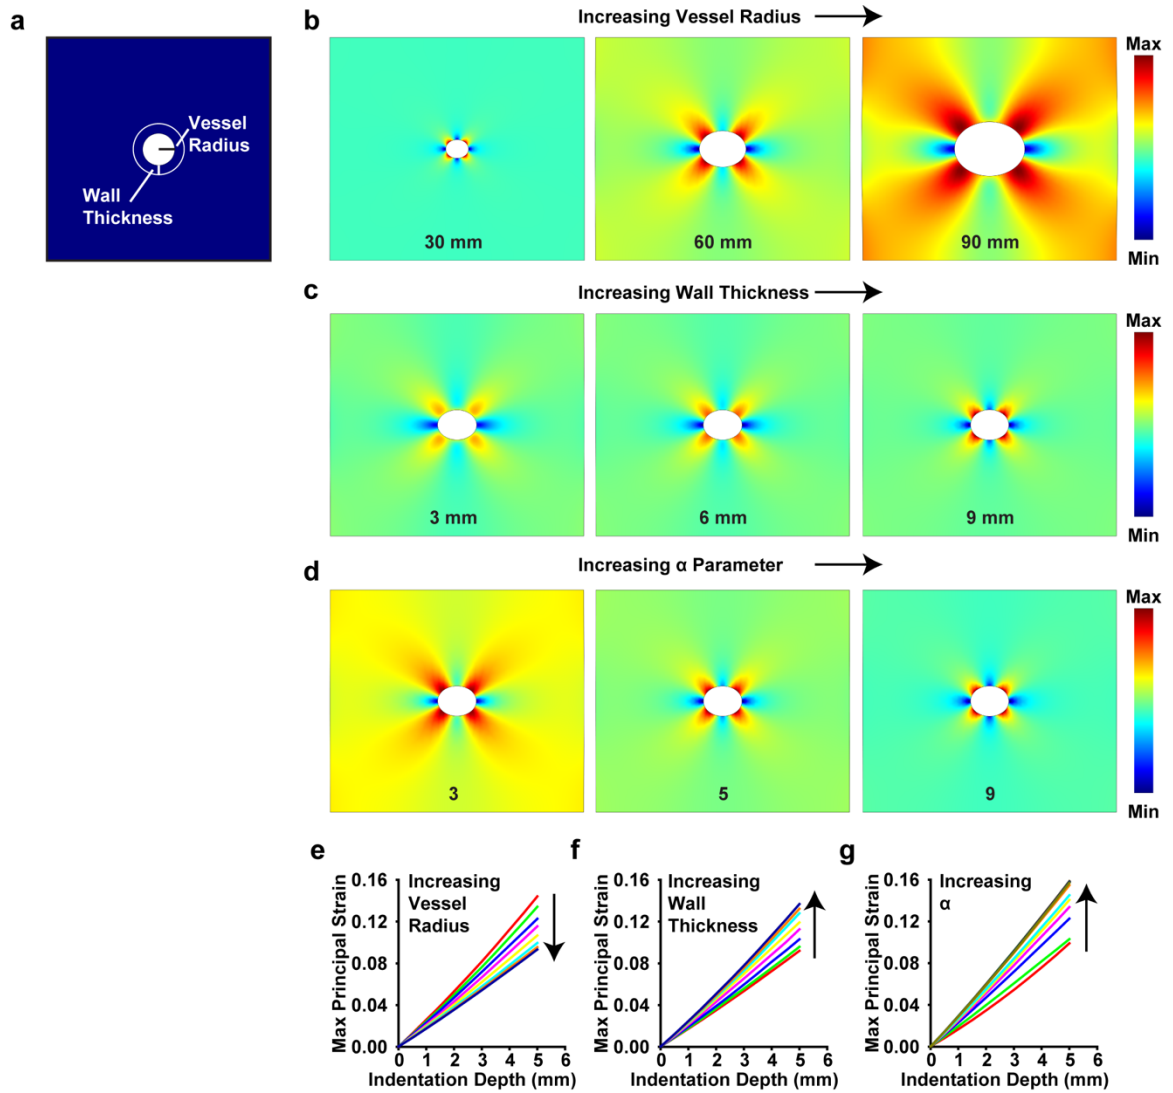 a
Vessel
Radius
Wall
Thickness
b
Increasing Vessel Radius
30 mm
60 mm
90 mm
Max
Min
c
Increasing Wall Thickness
3 mm
6 mm
9 mm
Max
Min
d
Increasing α Parameter
3
5
9
Max
Min
e
Increasing
Vessel
Radius
Max Principal Strain
0.16
0.12
0.08
0.04
0.00
0 1 2 3 4 5 6
Indentation Depth (mm)
f
Increasing
Wall
Thickness
Max Principal Strain
0.16
0.12
0.08
0.04
0.00
0 1 2 3 4 5 6
Indentation Depth (mm)
g
Increasing
α
Max Principal Strain
0.16
0.12
0.08
0.04
0.00
0 1 2 3 4 5 6
Indentation Depth (mm)